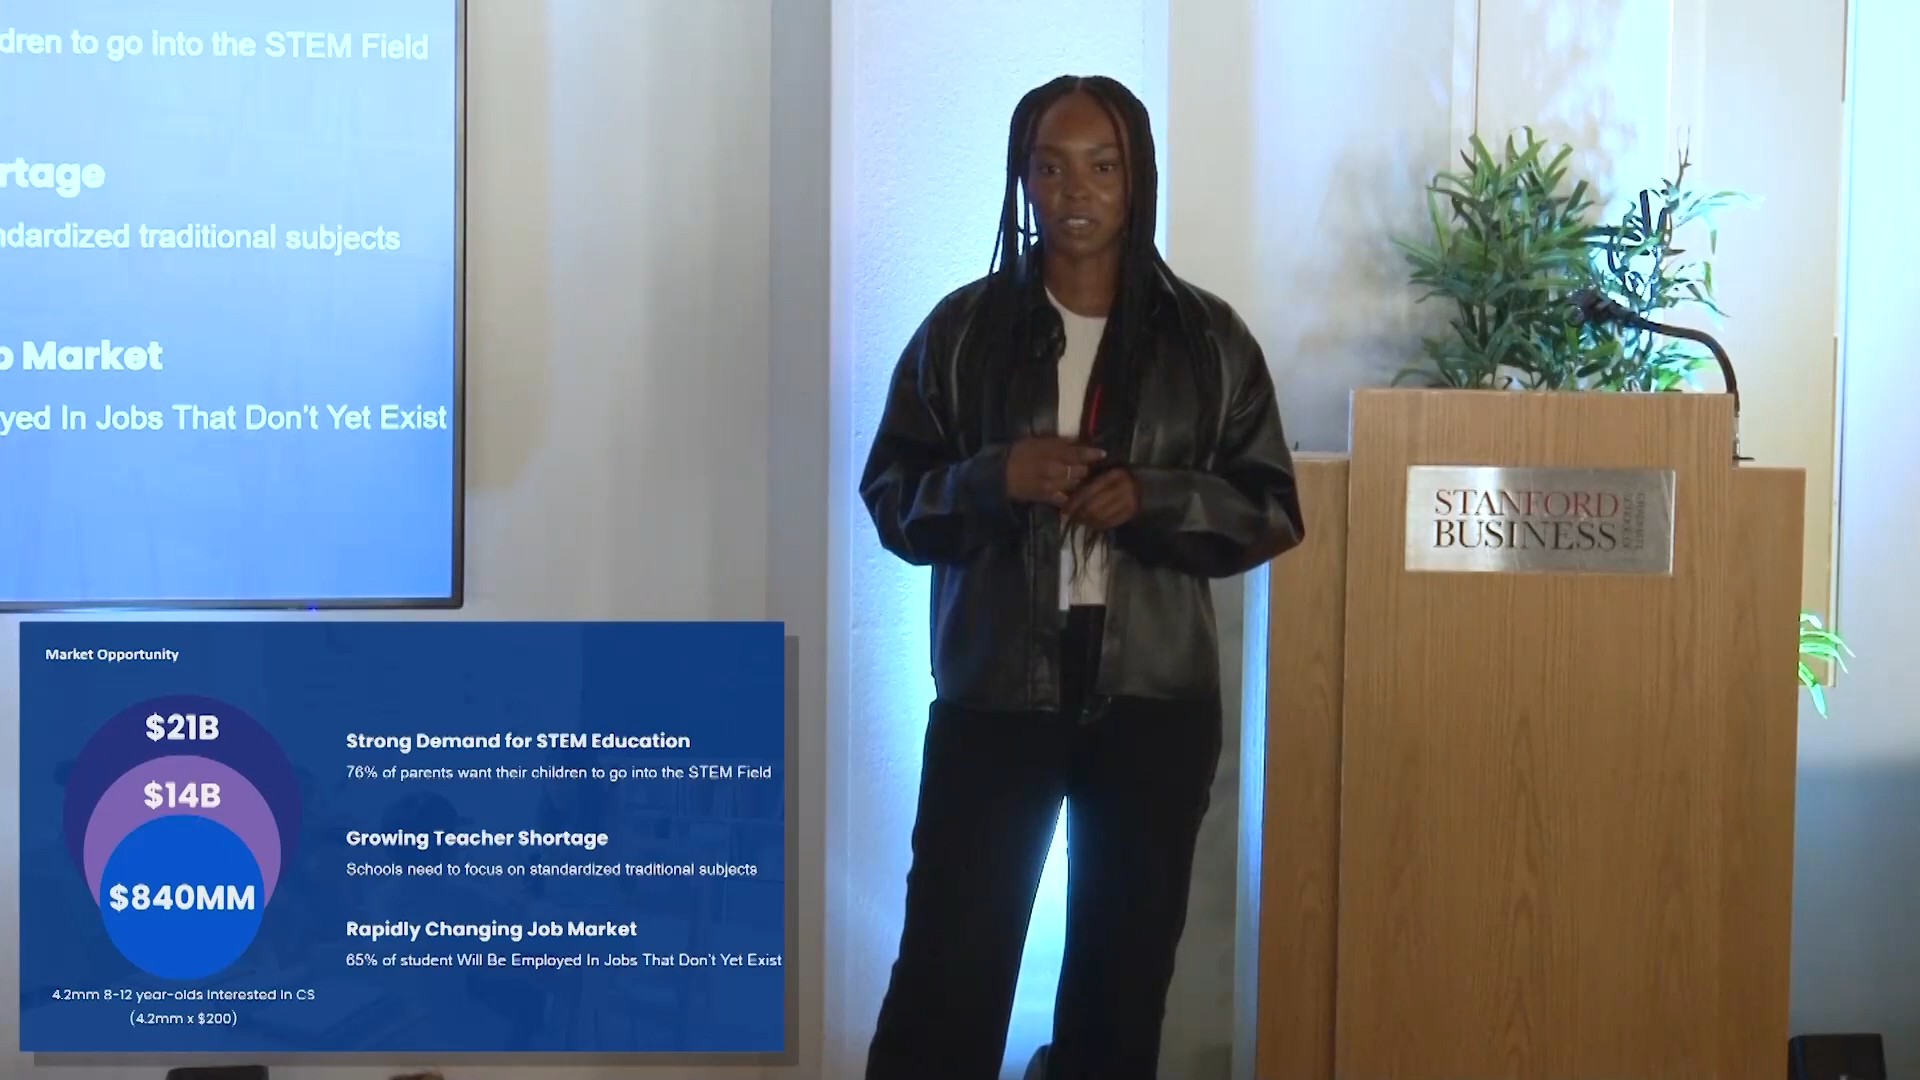 dren to go into the STEM Field
rtage
ndardized traditional subjects
Market
yed In Jobs That Don't Yet Exist
STANFORD
BUSINESS
Market Opportunity
$21B
$14B
$840MM
4.2mm 8-12 year-olds Interested In CS
(4.2mm x $200)
Strong Demand for STEM Education
76% of parents want their children to go into the STEM Field
Growing Teacher Shortage
Schools need to focus on standardized traditional subjects
Rapidly Changing Job Market
65% of student Will Be Employed In Jobs That Don't Yet Exist